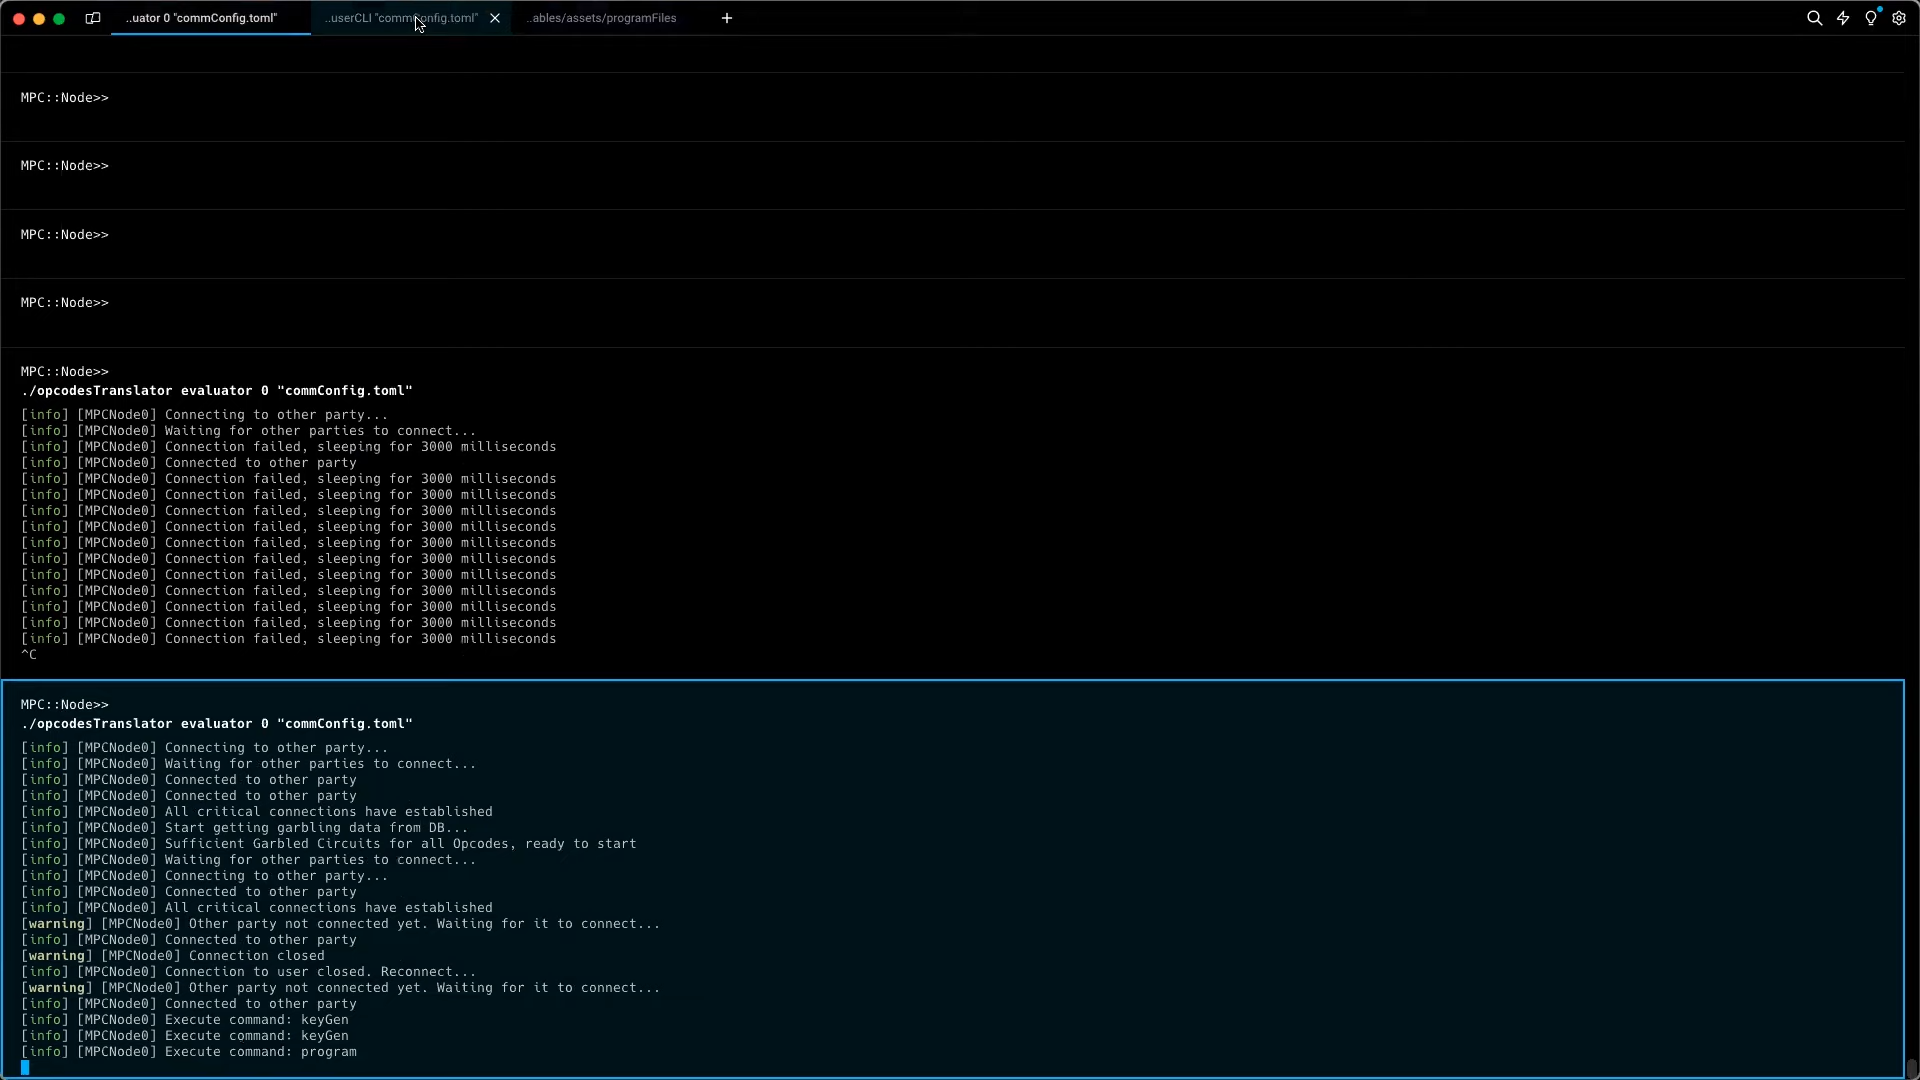 ..uator 0 "commConfig.toml"
..userCLI "commConfig.toml"
..ables/assets/programFiles
MPC::Node>>
MPC::Node>>
MPC::Node>>
MPC::Node>>
MPC::Node>>
./opcodesTranslator evaluator 0 "commConfig.toml"
[info] [MPCNode0] Connecting to other party...
[info] [MPCNode0] Waiting for other parties to connect...
[info] [MPCNode0] Connection failed, sleeping for 3000 milliseconds
[info] [MPCNode0] Connected to other party
[info] [MPCNode0] Connection failed, sleeping for 3000 milliseconds
[info] [MPCNode0] Connection failed, sleeping for 3000 milliseconds
[info] [MPCNode0] Connection failed, sleeping for 3000 milliseconds
[info] [MPCNode0] Connection failed, sleeping for 3000 milliseconds
[info] [MPCNode0] Connection failed, sleeping for 3000 milliseconds
[info] [MPCNode0] Connection failed, sleeping for 3000 milliseconds
[info] [MPCNode0] Connection failed, sleeping for 3000 milliseconds
[info] [MPCNode0] Connection failed, sleeping for 3000 milliseconds
[info] [MPCNode0] Connection failed, sleeping for 3000 milliseconds
[info] [MPCNode0] Connection failed, sleeping for 3000 milliseconds
[info] [MPCNode0] Connection failed, sleeping for 3000 milliseconds
^C
MPC::Node>>
./opcodesTranslator evaluator 0 "commConfig.toml"
[info] [MPCNode0] Connecting to other party...
[info] [MPCNode0] Waiting for other parties to connect...
[info] [MPCNode0] Connected to other party
[info] [MPCNode0] Connected to other party
[info] [MPCNode0] All critical connections have established
[info] [MPCNode0] Start getting garbling data from DB...
[info] [MPCNode0] Sufficient Garbled Circuits for all Opcodes, ready to start
[info] [MPCNode0] Waiting for other parties to connect...
[info] [MPCNode0] Connecting to other party...
[info] [MPCNode0] Connected to other party
[info] [MPCNode0] All critical connections have established
[warning] [MPCNode0] Other party not connected yet. Waiting for it to connect...
[info] [MPCNode0] Connected to other party
[warning] [MPCNode0] Connection closed
[info] [MPCNode0] Connection to user closed. Reconnect...
[warning] [MPCNode0] Other party not connected yet. Waiting for it to connect...
[info] [MPCNode0] Connected to other party
[info] [MPCNode0] Execute command: keyGen
[info] [MPCNode0] Execute command: keyGen
[info] [MPCNode0] Execute command: program